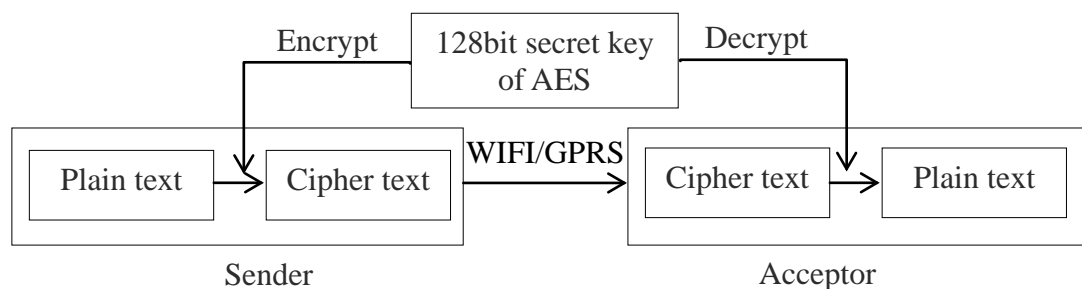 Encrypt
128bit secret key
of AES
Decrypt
WIFI/GPRS
Plain text
Cipher text
Cipher text
Plain text
Sender
Acceptor